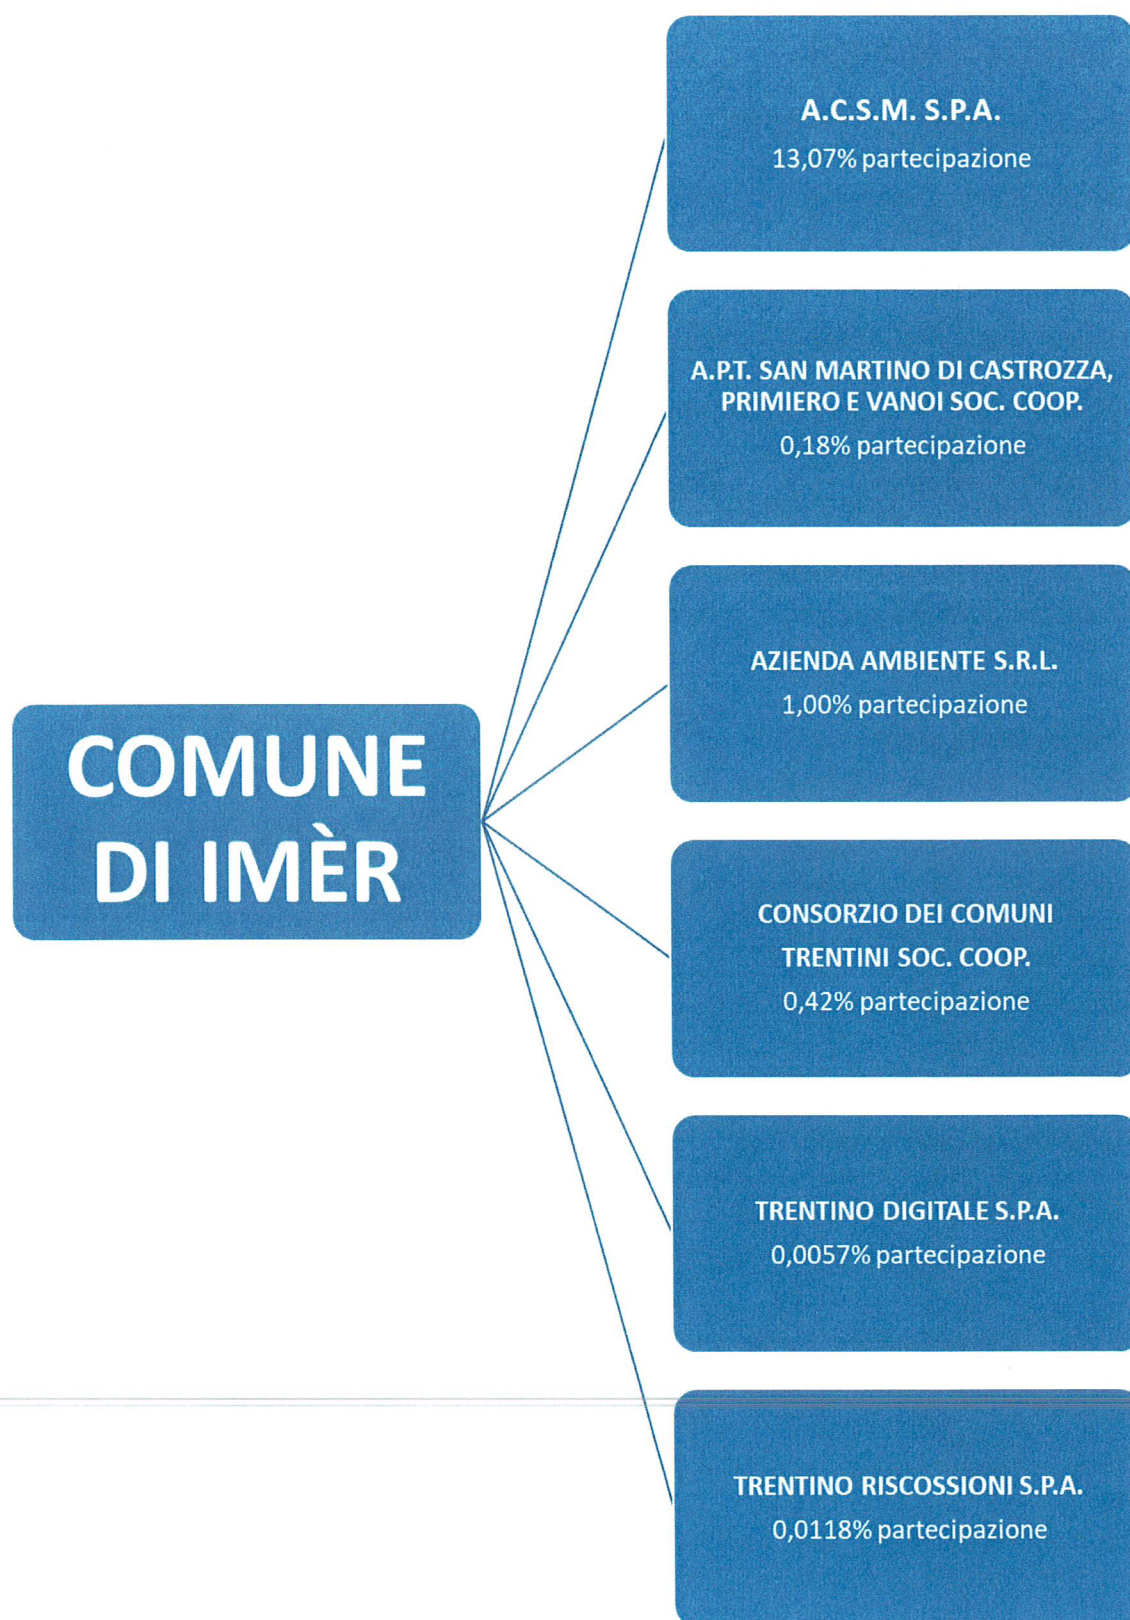 A.C.S.M. S.P.A.
13,07% partecipazione
A.P.T. SAN MARTINO DI CASTROZZA,
PRIMIERO E VANOI SOC. COOP.
0,18% partecipazione
AZIENDA AMBIENTE S.R.L.
1,00% partecipazione
COMUNE
DI IMÈR
CONSORZIO DEI COMUNI
TRENTINI SOC. COOP.
0,42% partecipazione
TRENTINO DIGITALE S.P.A.
0,0057% partecipazione
TRENTINO RISCOSSIONI S.P.A.
0,0118% partecipazione